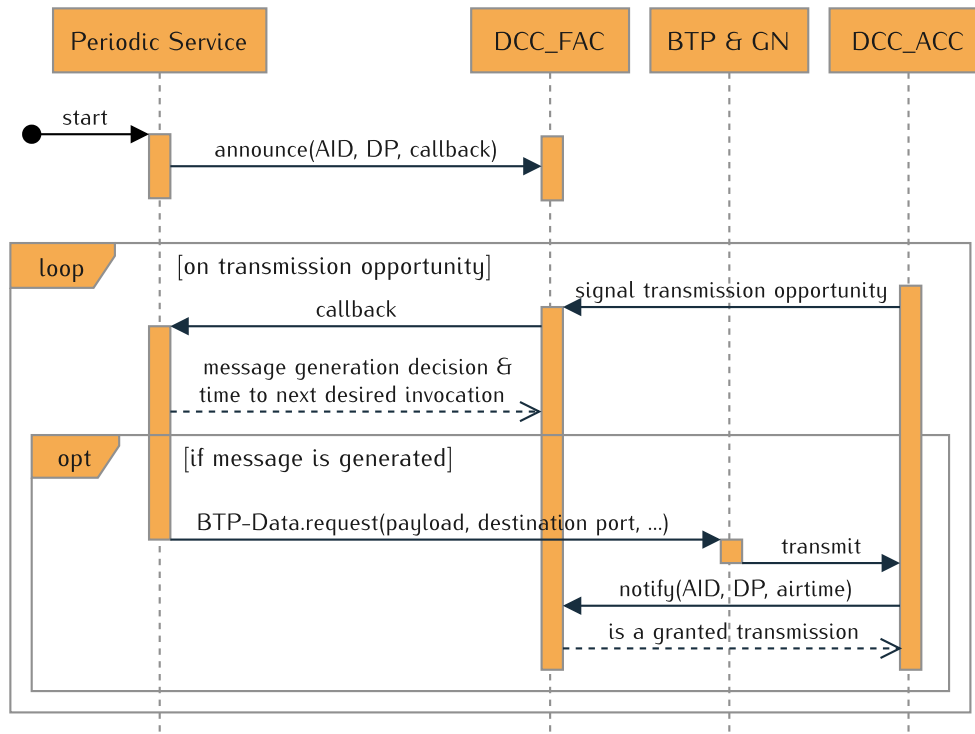 Periodic Service
DCC_FAC
BTP & GN
DCC_ACC
start
announce(AID, DP, callback)
loop
[on transmission opportunity]
signal transmission opportunity
callback
message generation decision &
time to next desired invocation
opt
[if message is generated]
BTP-Data.request(payload, destination port, ...)
transmit
notify(AID, DP, airtime)
is a granted transmission